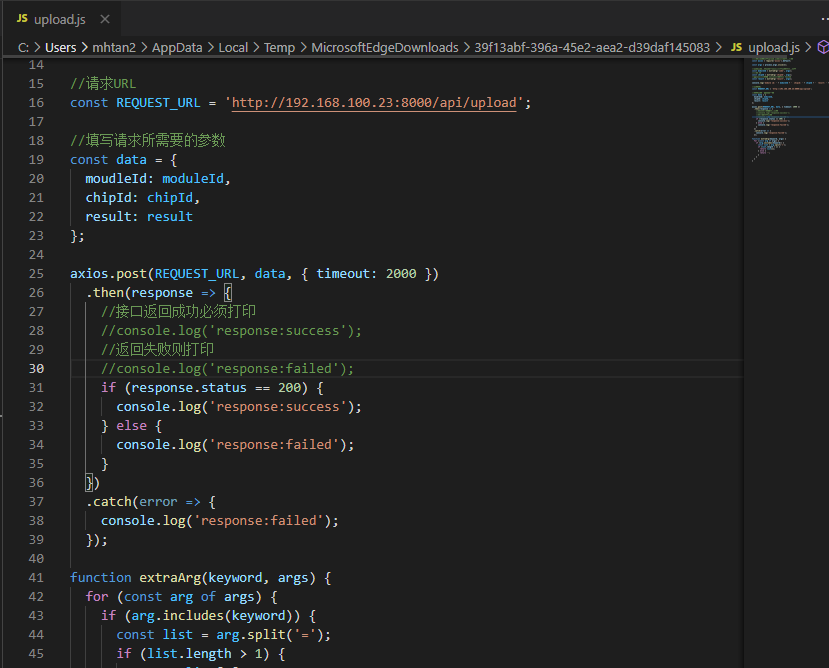 JS upload.js ×
C: > Users > mhtan2 > AppData > Local > Temp > MicrosoftEdgeDownloads > 39f13abf-396a-45e2-aea2-d39daf145083 > JS upload.js >
14
15 //请求URL
16 const REQUEST_URL = 'http://192.168.100.23:8000/api/upload';
17
18 //填写请求所需要的参数
19 const data = {
20   moudleId: moduleId,
21   chipId: chipId,
22   result: result
23 };
24
25 axios.post(REQUEST_URL, data, { timeout: 2000 })
26   .then(response => {
27     //接口返回成功必须打印
28     //console.log('response:success');
29     //返回失败则打印
30     //console.log('response:failed');
31     if (response.status == 200) {
32       console.log('response:success');
33     } else {
34       console.log('response:failed');
35     }
36   })
37   .catch(error => {
38     console.log('response:failed');
39   });
40
41 function extraArg(keyword, args) {
42   for (const arg of args) {
43     if (arg.includes(keyword)) {
44       const list = arg.split('=');
45       if (list.length > 1) {